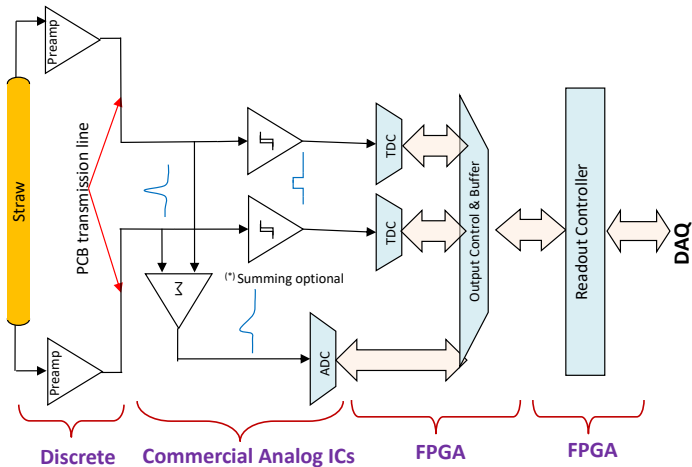 Preamp
Straw
PCB transmission line
TDC
TDC
(*) Summing optional
Σ
ADC
Preamp
Output Control & Buffer
Readout Controller
DAQ
Discrete
Commercial Analog ICs
FPGA
FPGA